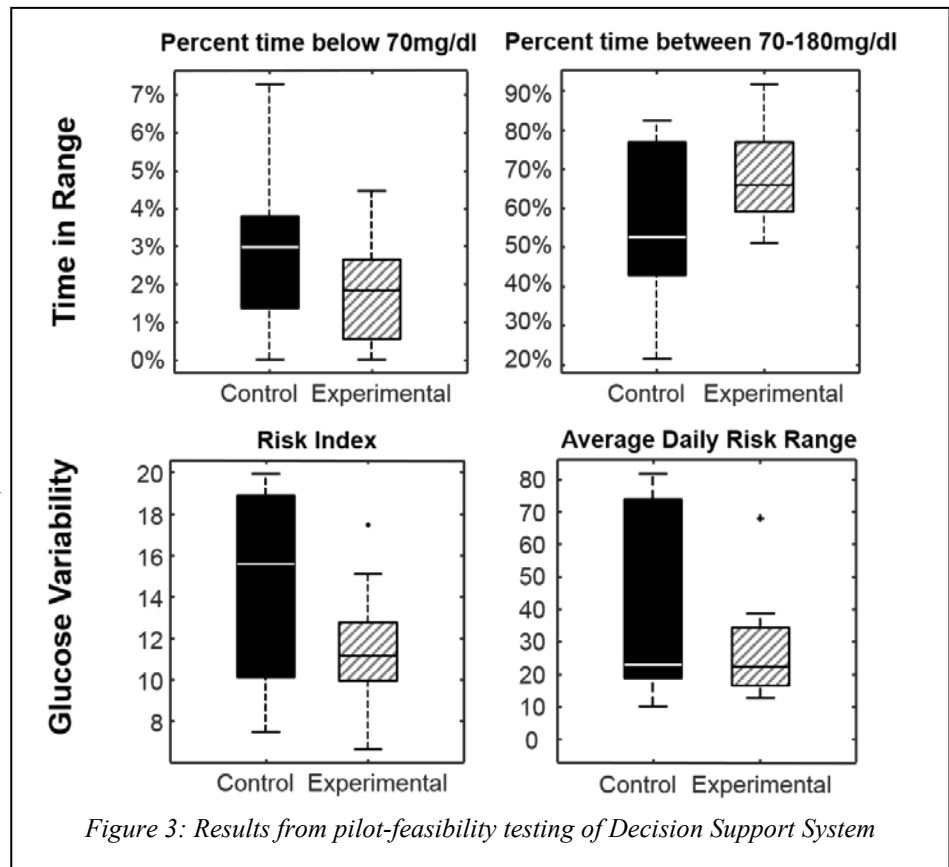 Percent time below 70mg/dl
Percent time between 70-180mg/dl
Time in Range
7%
6%
5%
4%
3%
2%
1%
0%
Control Experimental
90%
80%
70%
60%
50%
40%
30%
20%
Control Experimental
Risk Index
Average Daily Risk Range
Glucose Variability
20
18
16
14
12
10
8
Control Experimental
80
70
60
50
40
30
20
10
0
Control Experimental
Figure 3: Results from pilot-feasibility testing of Decision Support System